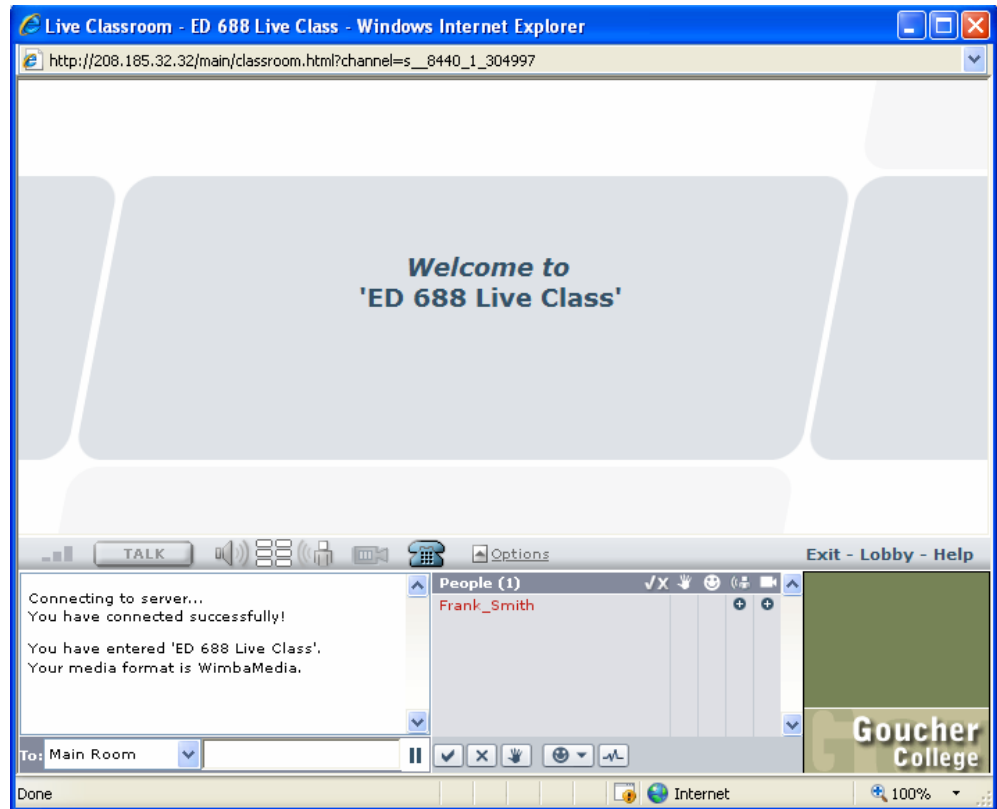 Live Classroom - ED 688 Live Class - Windows Internet Explorer
http://208.185.32.32/main/classroom.html?channel=s__8440_1_304997
Welcome to
'ED 688 Live Class'
TALK
Options
Exit - Lobby - Help
Connecting to server...
You have connected successfully!
You have entered 'ED 688 Live Class'.
Your media format is WimbaMedia.
People (1)
Frank_Smith
To: Main Room
Goucher
College
Done
Internet
100%